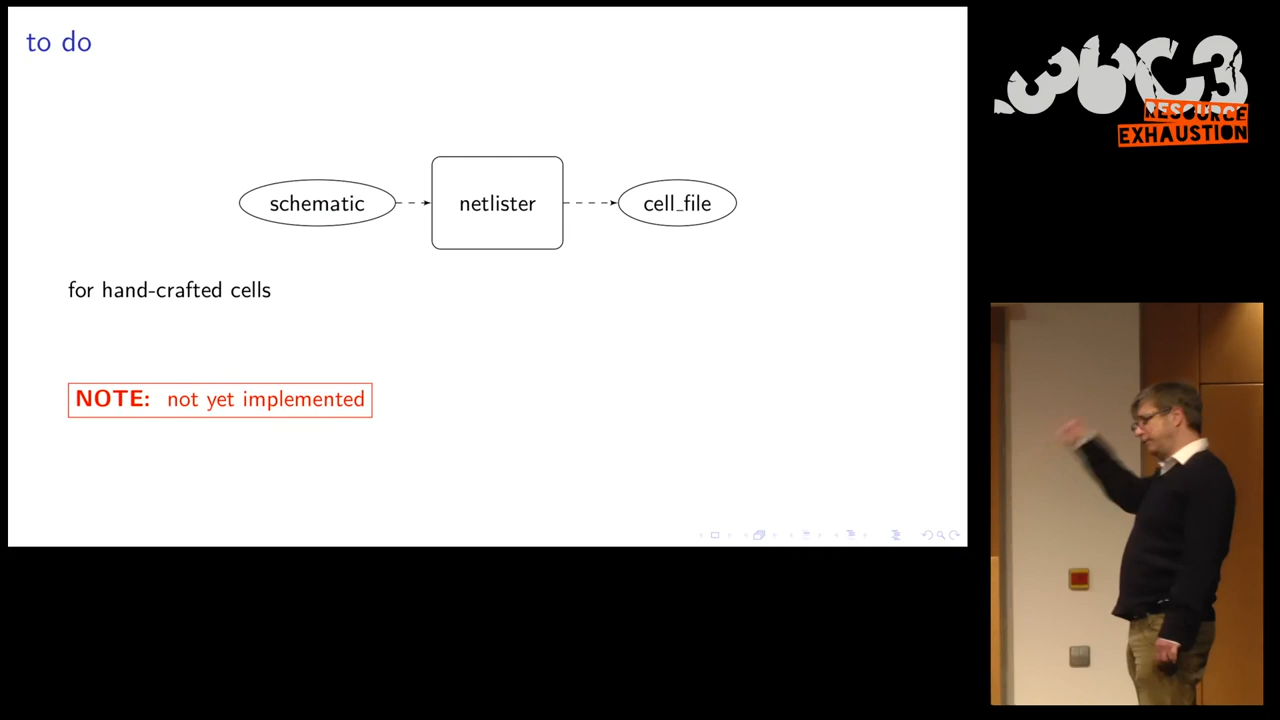 to do
schematic
netlister
cell_file
for hand-crafted cells
NOTE: not yet implemented
36C3
RESOURCE
EXHAUSTION